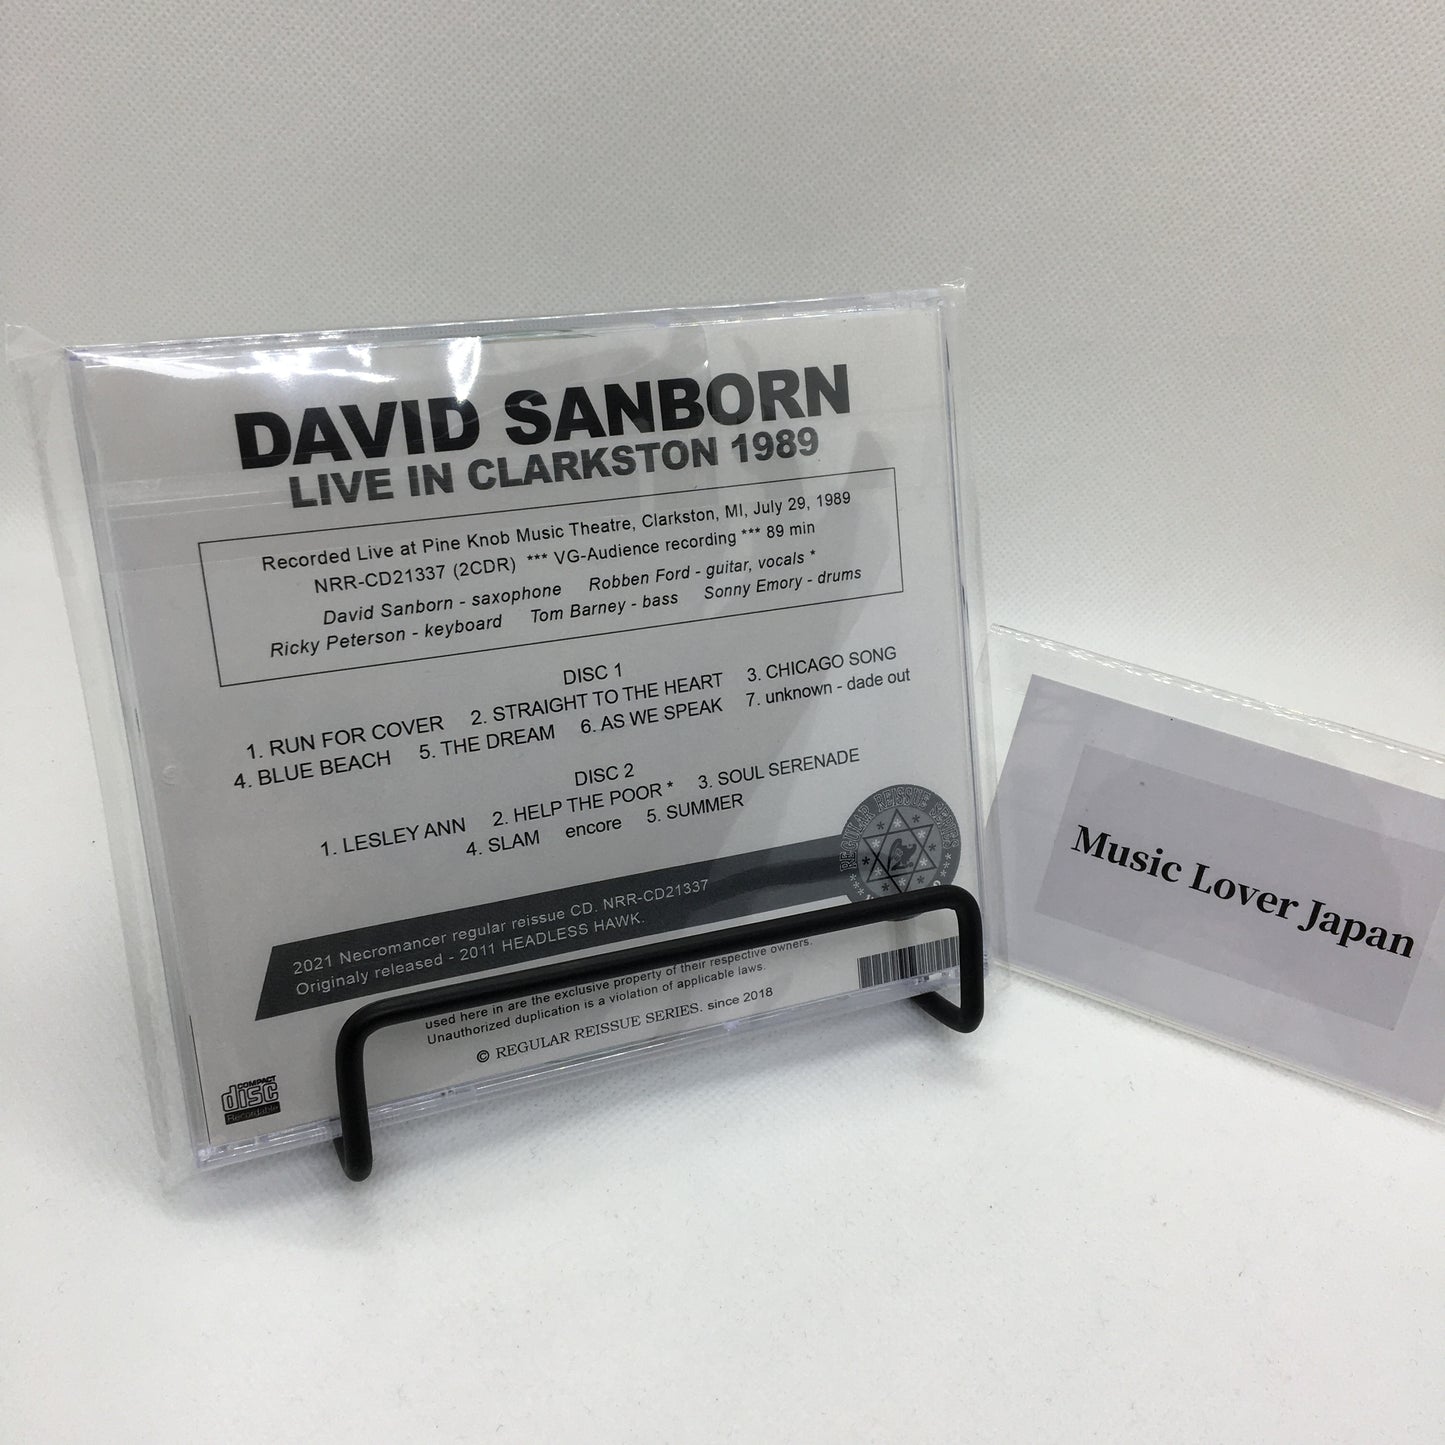 DAVID SANBORN
LIVE IN CLARKSTON 1989
Recorded Live at Pine Knob Music Theatre, Clarkston, MI, July 29, 1989
NRR-CD21337 (2CDR) *** VG-Audience recording *** 89 min
David Sanborn - saxophone Robben Ford - guitar, vocals *
Ricky Peterson - keyboard Tom Barney - bass Sonny Emory - drums
DISC 1
1. RUN FOR COVER 2. STRAIGHT TO THE HEART 3. CHICAGO SONG
4. BLUE BEACH 5. THE DREAM 6. AS WE SPEAK 7. unknown - dade out
DISC 2
1. LESLEY ANN 2. HELP THE POOR * 3. SOUL SERENADE
4. SLAM encore 5. SUMMER
REGULAR REISSUE SERIES
2021 Necromancer regular reissue CD. NRR-CD21337
Originaly released - 2011 HEADLESS HAWK.
used here in are the exclusive property of their respective owners.
Unauthorized duplication is a violation of applicable laws.
© REGULAR REISSUE SERIES. since 2018
COMPACT
disc
Recordable
Music Lover Japan